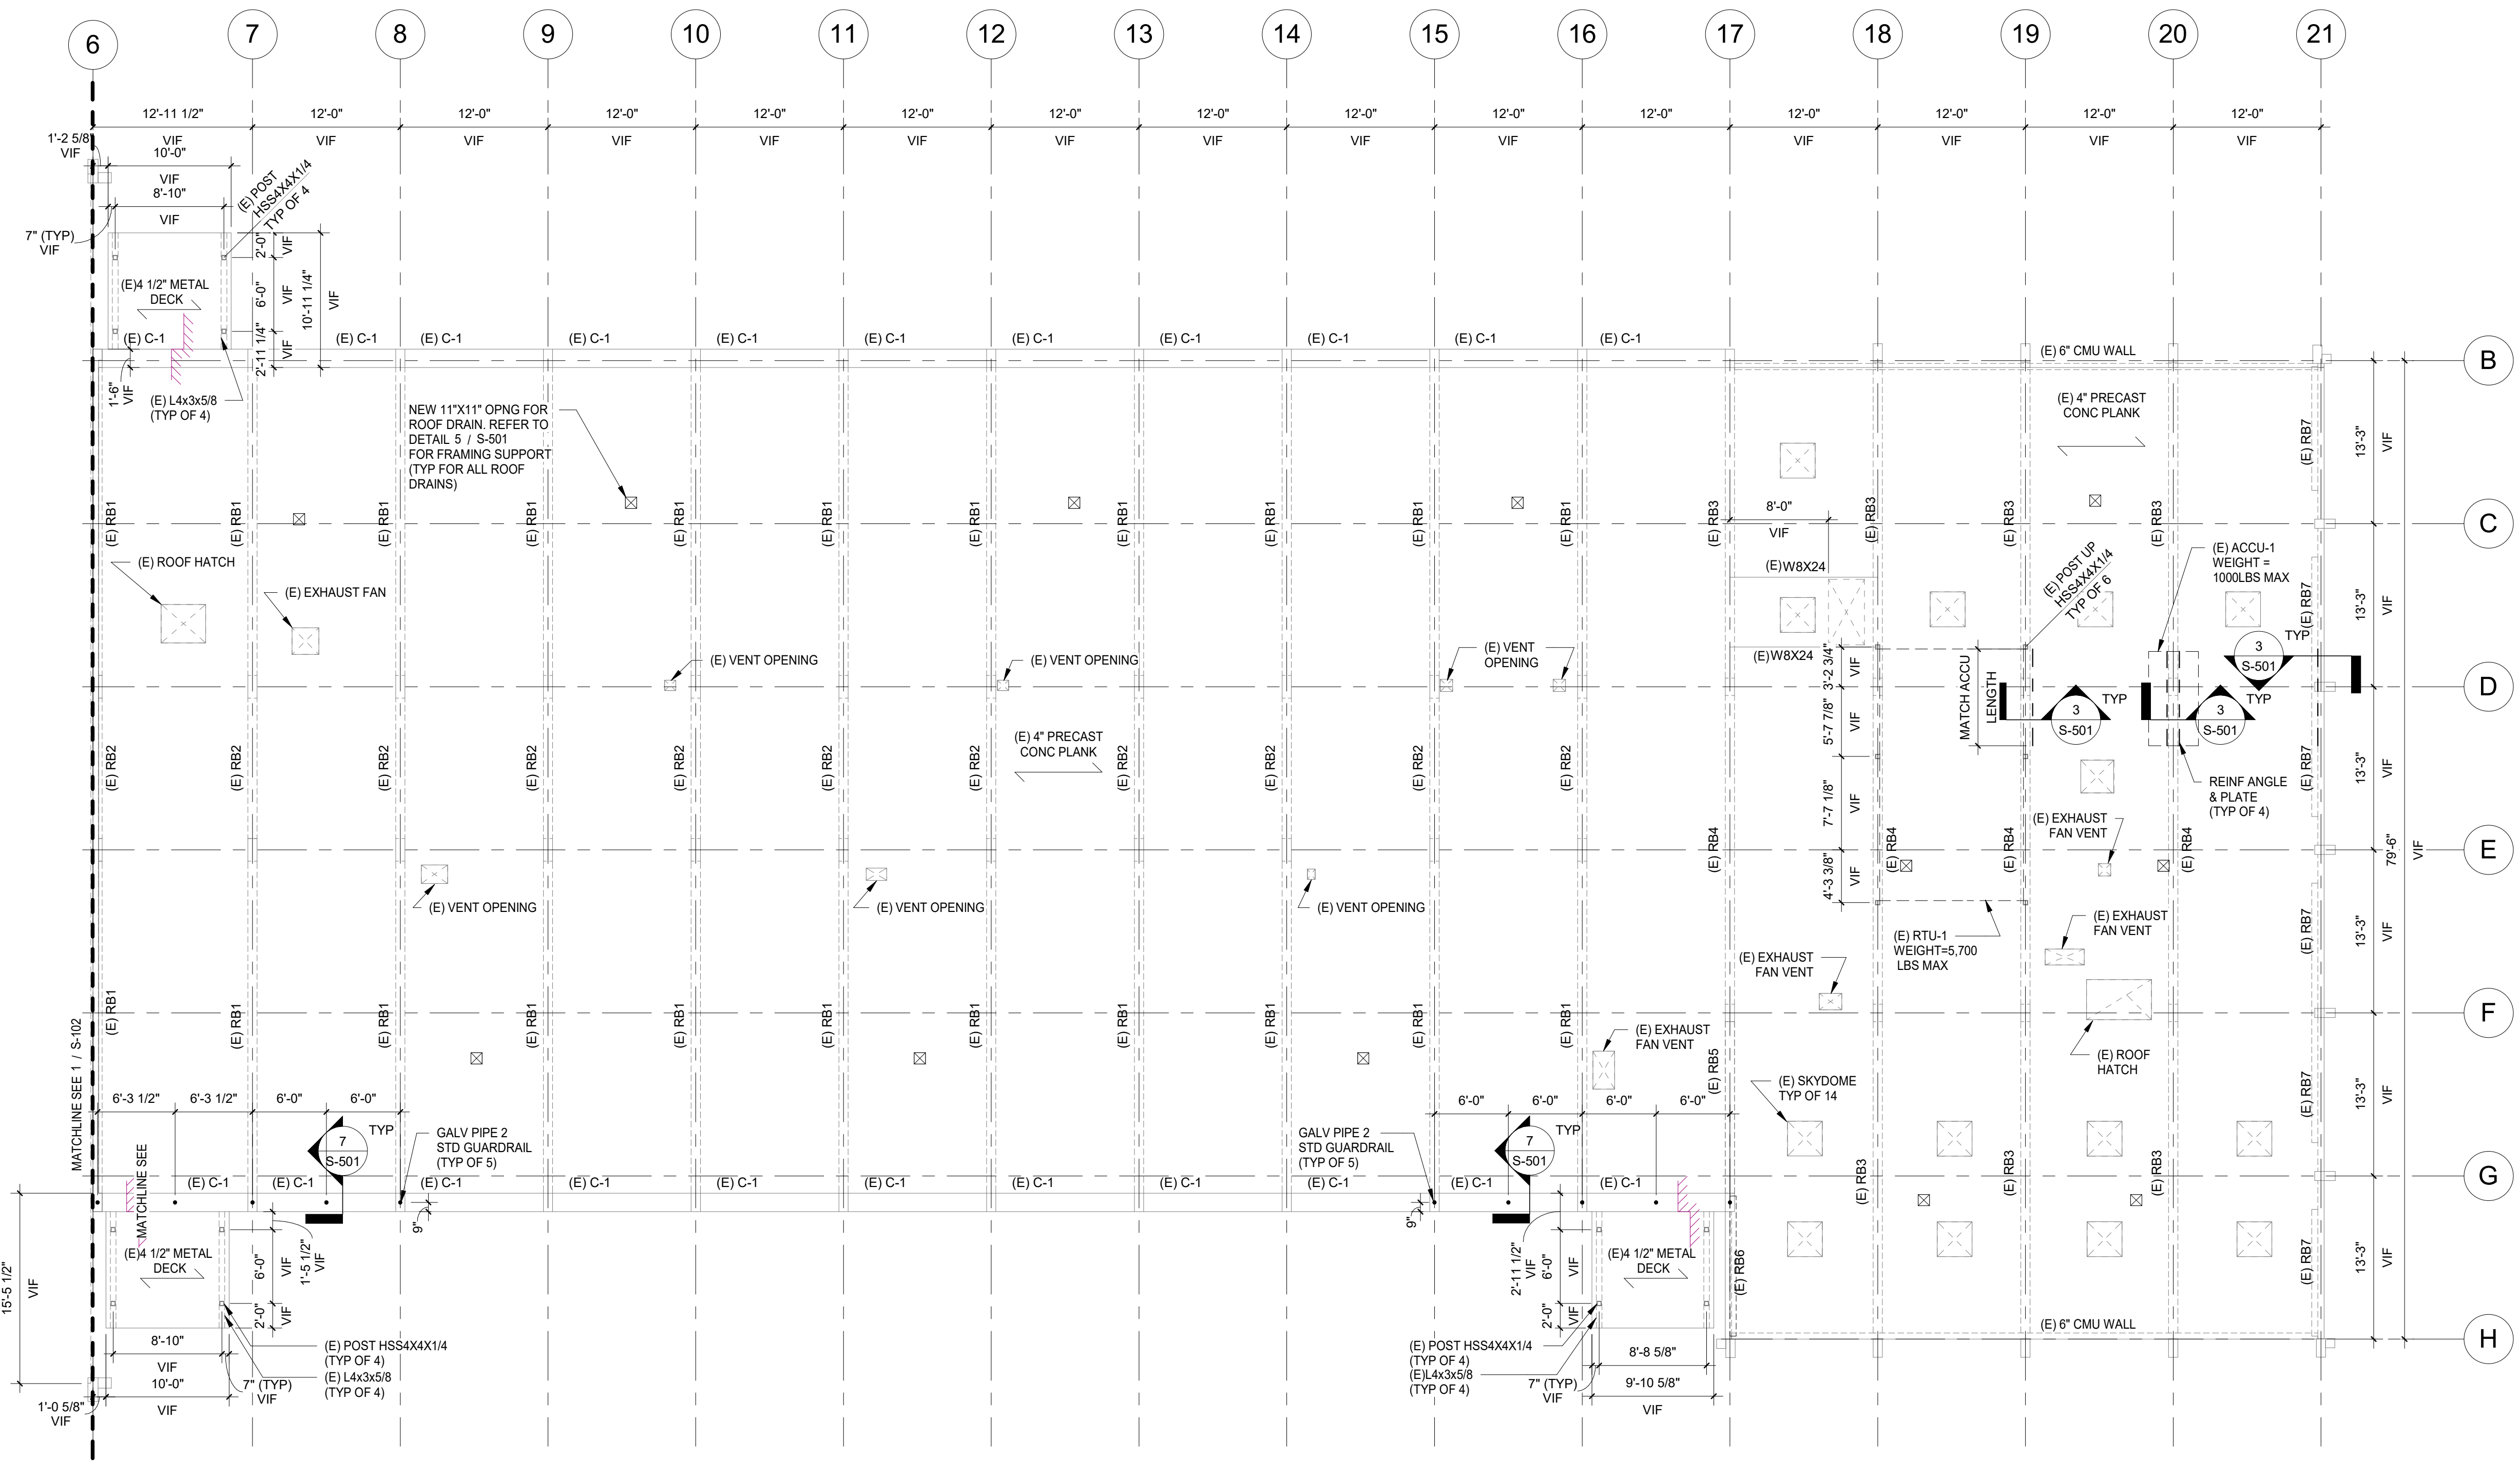 6
7
8
9
10
11
12
13
14
15
16
17
18
19
20
21
12'-11 1/2"
VIF
12'-0"
VIF
12'-0"
VIF
12'-0"
VIF
12'-0"
VIF
12'-0"
VIF
12'-0"
VIF
12'-0"
VIF
12'-0"
VIF
12'-0"
VIF
12'-0"
12'-0"
VIF
12'-0"
VIF
12'-0"
VIF
12'-0"
VIF
1'-2 5/8"
VIF
10'-0"
VIF
8'-10"
VIF
7" (TYP)
VIF
(E) POST
HSS4X4X1/4
TYP OF 4
2'-0"
VIF
6'-0"
VIF
2'-11 1/4"
VIF
10'-11 1/4"
VIF
(E)4 1/2" METAL
DECK
(E) C-1
(E) C-1
(E) C-1
(E) C-1
(E) C-1
(E) C-1
(E) C-1
(E) C-1
(E) C-1
(E) C-1
(E) C-1
(E) 6" CMU WALL
B
1'-6"
VIF
(E) L4x3x5/8
(TYP OF 4)
NEW 11"X11" OPNG FOR
ROOF DRAIN. REFER TO
DETAIL 5 / S-501
FOR FRAMING SUPPORT
(TYP FOR ALL ROOF
DRAINS)
(E) 4" PRECAST
CONC PLANK
(E) RB7
13'-3"
VIF
(E) RB1
(E) RB1
(E) RB1
(E) RB1
(E) RB1
(E) RB1
(E) RB1
(E) RB1
(E) RB1
(E) RB1
(E) RB1
(E) RB3
(E) RB3
(E) RB3
(E) RB3
8'-0"
VIF
C
(E) ROOF HATCH
(E) EXHAUST FAN
(E)W8X24
(E) POST UP
HSS4X4X1/4
TYP OF 6
(E) ACCU-1
WEIGHT =
1000LBS MAX
(E) RB7
13'-3"
VIF
(E) VENT OPENING
(E) VENT OPENING
(E) VENT
OPENING
(E)W8X24
3'-2 3/4"
VIF
MATCH ACCU
LENGTH
3
S-501
TYP
3
S-501
TYP
3
S-501
TYP
D
5'-7 7/8"
VIF
(E) RB2
(E) RB2
(E) RB2
(E) RB2
(E) RB2
(E) RB2
(E) RB2
(E) RB2
(E) RB2
(E) RB2
(E) RB2
(E) 4" PRECAST
CONC PLANK
(E) RB7
13'-3"
VIF
REINF ANGLE
& PLATE
(TYP OF 4)
7'-7 1/8"
VIF
(E) EXHAUST
FAN VENT
(E) RB4
(E) RB4
(E) RB4
(E) RB4
79'-6"
VIF
E
4'-3 3/8"
VIF
(E) VENT OPENING
(E) VENT OPENING
(E) VENT OPENING
(E) RTU-1
WEIGHT=5,700
LBS MAX
(E) EXHAUST
FAN VENT
(E) RB7
13'-3"
VIF
(E) EXHAUST
FAN VENT
F
(E) RB1
(E) RB1
(E) RB1
(E) RB1
(E) RB1
(E) RB1
(E) RB1
(E) RB1
(E) RB1
(E) RB1
(E) RB1
(E) EXHAUST
FAN VENT
(E) RB5
(E) ROOF
HATCH
(E) SKYDOME
TYP OF 14
(E) RB7
13'-3"
VIF
MATCHLINE SEE 1 / S-102
6'-3 1/2"
6'-3 1/2"
6'-0"
6'-0"
7
S-501
TYP
GALV PIPE 2
STD GUARDRAIL
(TYP OF 5)
GALV PIPE 2
STD GUARDRAIL
(TYP OF 5)
6'-0"
6'-0"
6'-0"
6'-0"
7
S-501
TYP
MATCHLINE SEE
(E) C-1
(E) C-1
(E) C-1
(E) C-1
(E) C-1
(E) C-1
(E) C-1
(E) C-1
(E) C-1
(E) C-1
(E) C-1
(E) RB3
(E) RB3
(E) RB3
G
9"
9"
15'-5 1/2"
VIF
(E)4 1/2" METAL
DECK
6'-0"
VIF
1'-5 1/2"
VIF
2'-0"
VIF
2'-11 1/2"
VIF
6'-0"
VIF
2'-0"
VIF
(E)4 1/2" METAL
DECK
(E) RB6
(E) RB7
13'-3"
VIF
(E) 6" CMU WALL
H
8'-10"
VIF
10'-0"
VIF
7" (TYP)
VIF
1'-0 5/8"
VIF
(E) POST HSS4X4X1/4
(TYP OF 4)
(E) L4x3x5/8
(TYP OF 4)
(E) POST HSS4X4X1/4
(TYP OF 4)
(E)L4x3x5/8
(TYP OF 4)
7" (TYP)
VIF
8'-8 5/8"
9'-10 5/8"
VIF